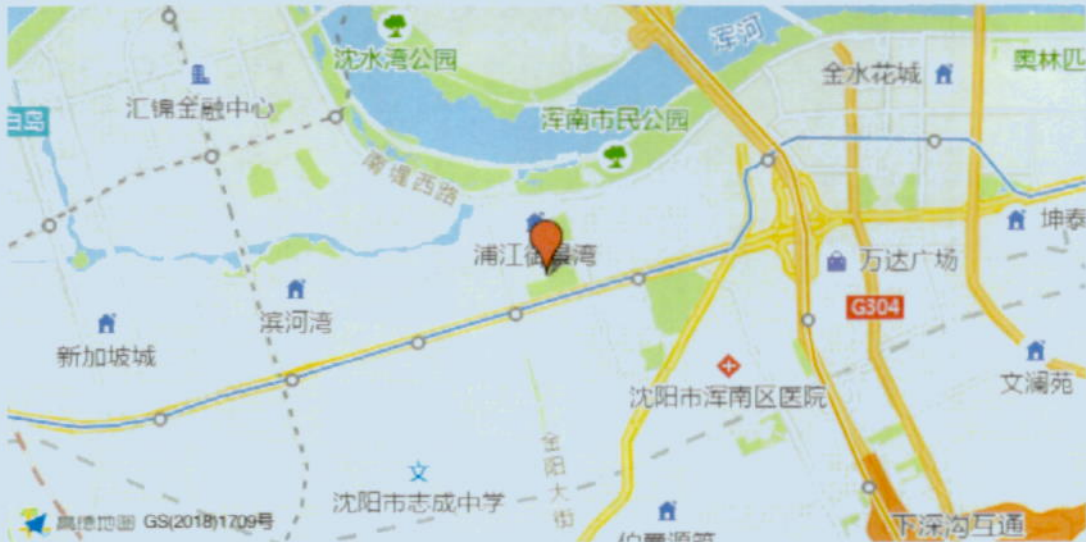 浑河
沈水湾公园
金水花城
奥林匹
汇锦金融中心
白岛
浑南市民公园
南堤西路
坤泰
浦江御景湾
万达广场
滨河湾
G304
新加坡城
文澜苑
沈阳市浑南区医院
金阳大街
沈阳市志成中学
高德地图 GS(2018)1709号
下深沟互通